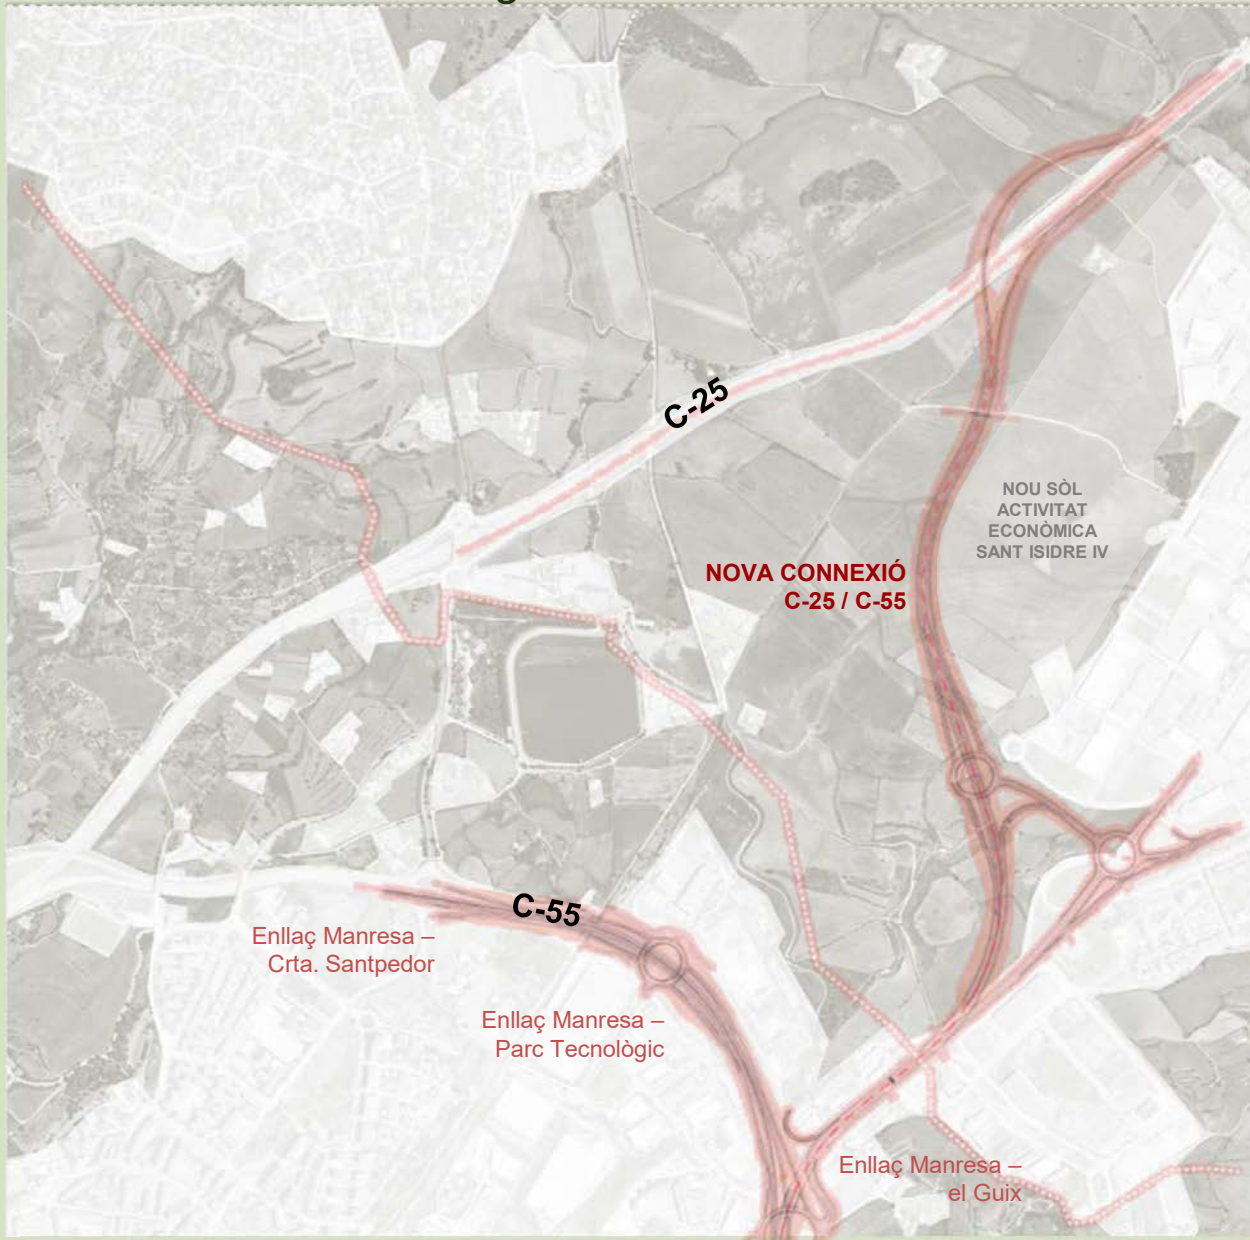 C-25
NOU SÒL
ACTIVITAT
ECONÒMICA
SANT ISIDRE IV
NOVA CONNEXIÓ
C-25 / C-55
C-55
Enllaç Manresa –
Crta. Santpedor
Enllaç Manresa –
Parc Tecnològic
Enllaç Manresa –
el Guix